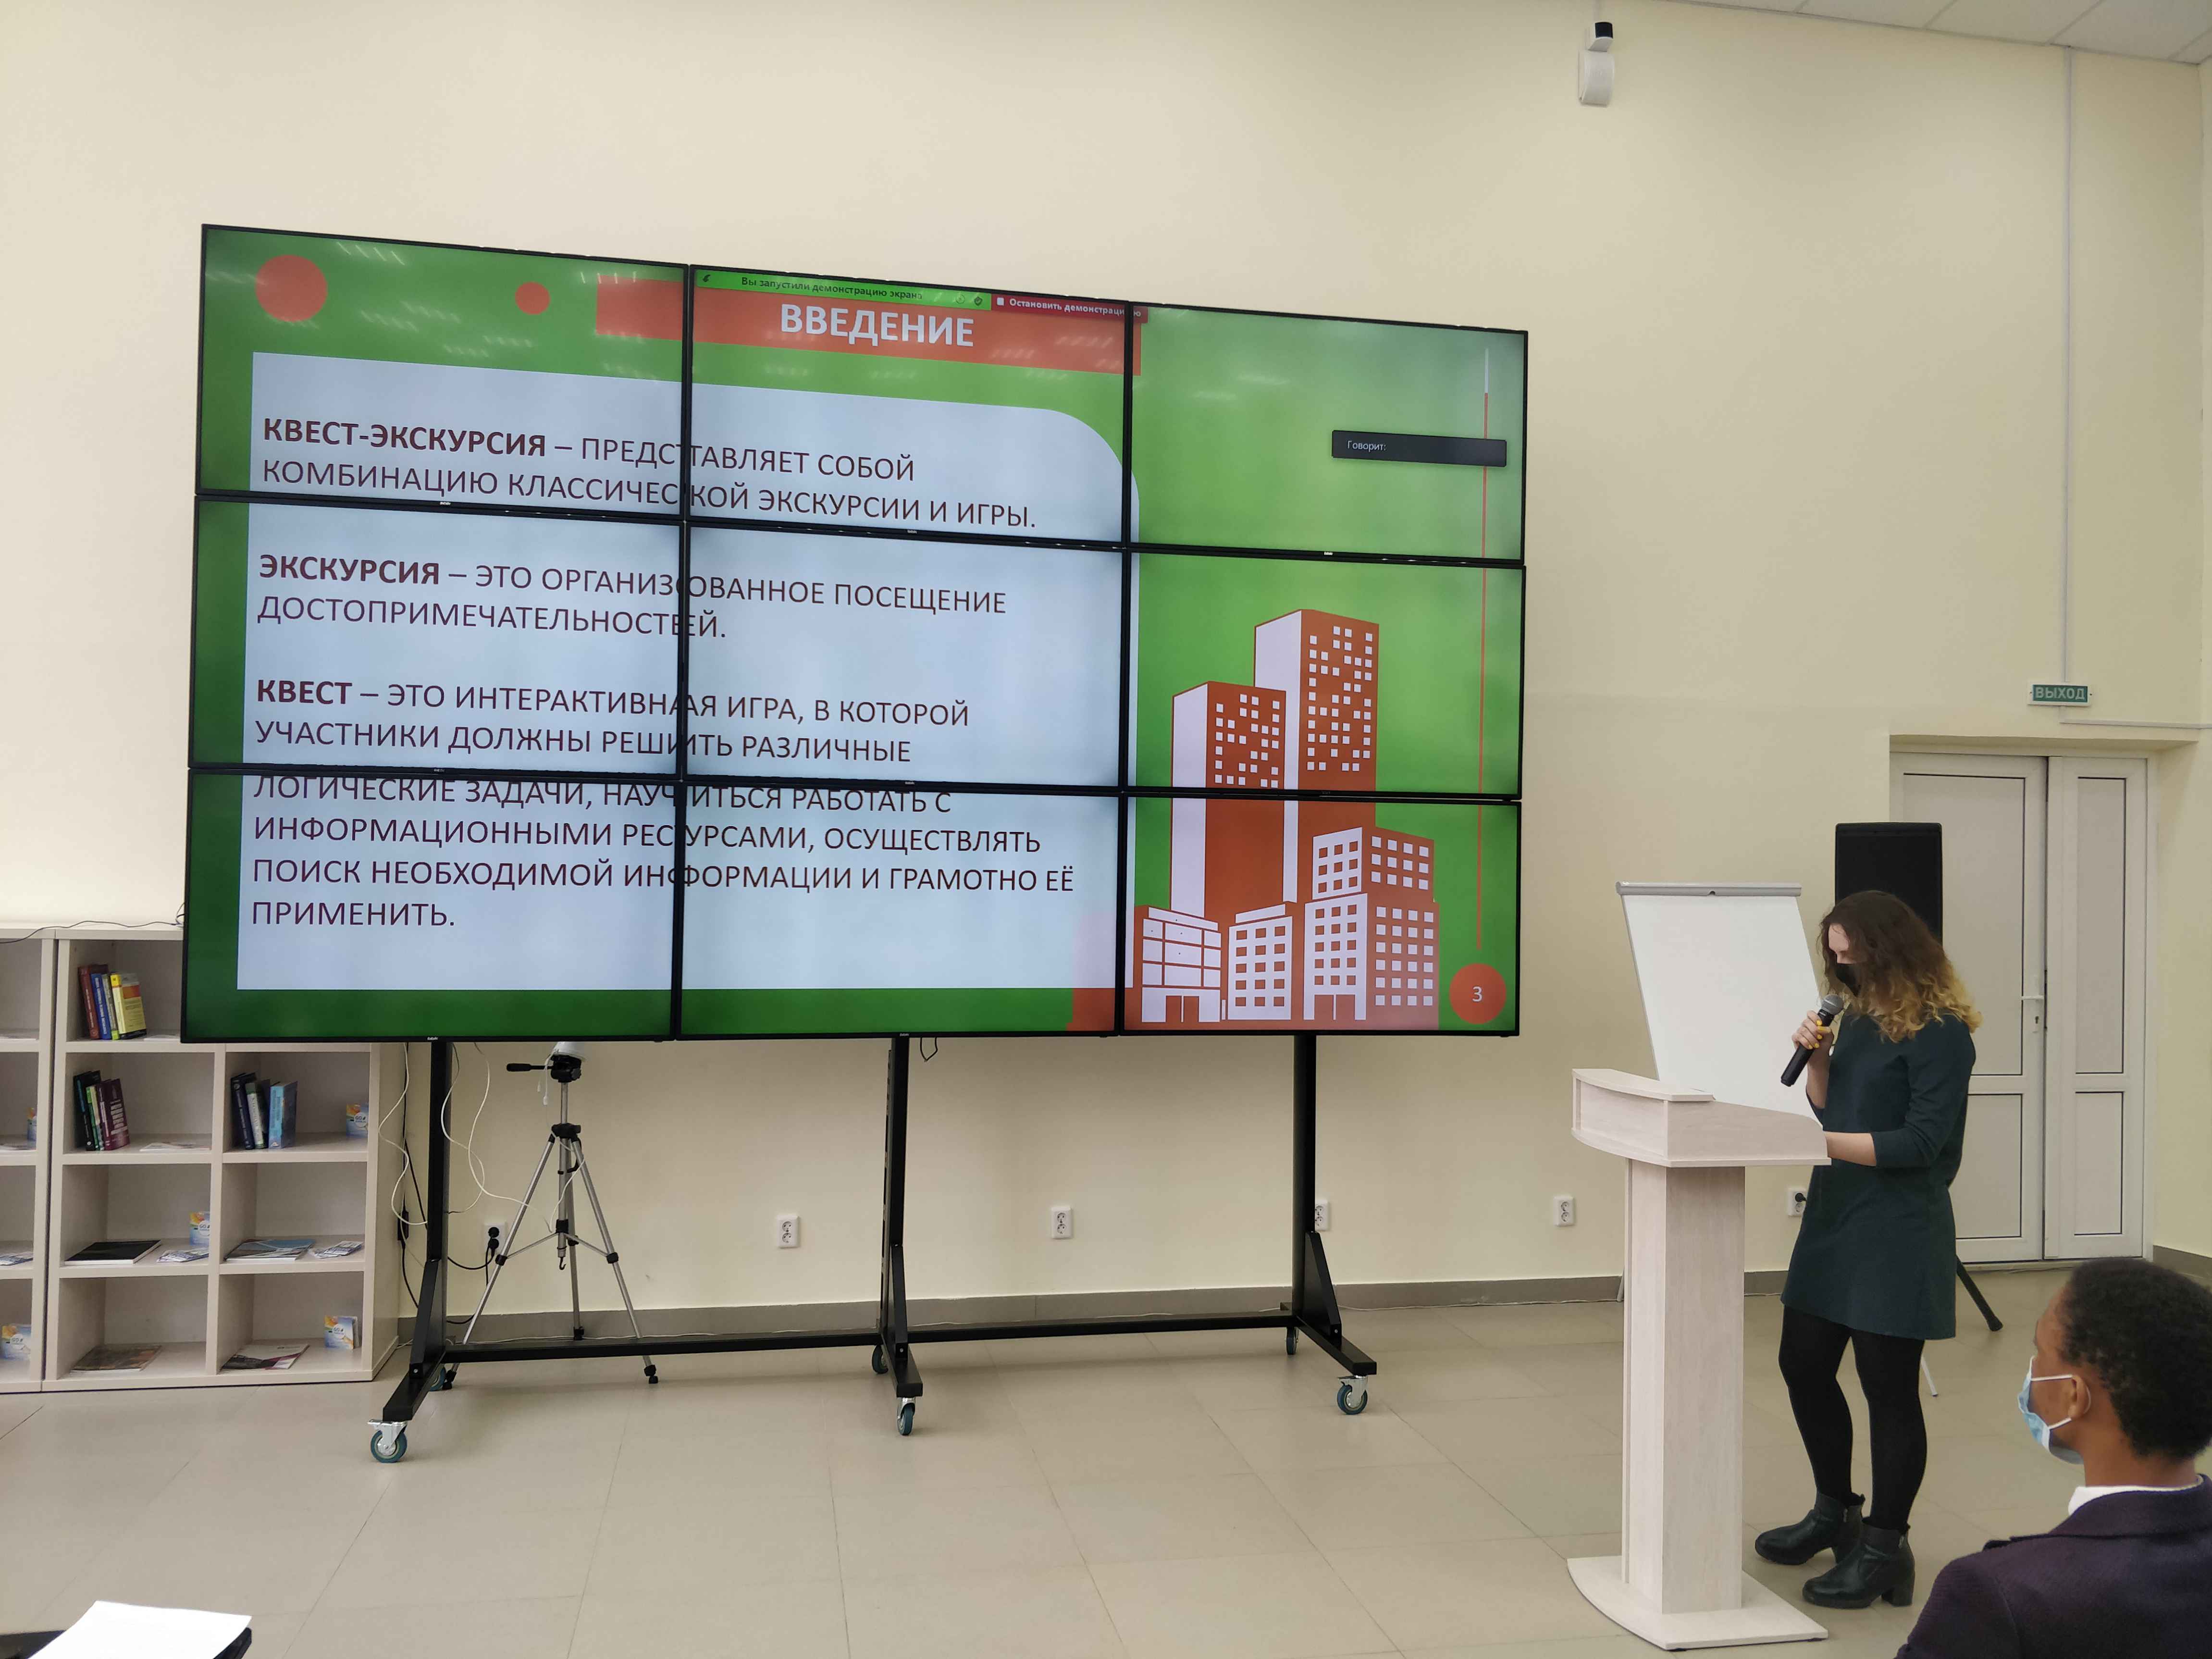 Вы запустили демонстрацию экрана
Остановить демонстрацию
ВВЕДЕНИЕ
КВЕСТ-ЭКСКУРСИЯ – ПРЕДСТАВЛЯЕТ СОБОЙ
КОМБИНАЦИЮ КЛАССИЧЕСКОЙ ЭКСКУРСИИ И ИГРЫ.
ЭКСКУРСИЯ – ЭТО ОРГАНИЗОВАННОЕ ПОСЕЩЕНИЕ
ДОСТОПРИМЕЧАТЕЛЬНОСТЕЙ.
КВЕСТ – ЭТО ИНТЕРАКТИВНАЯ ИГРА, В КОТОРОЙ
УЧАСТНИКИ ДОЛЖНЫ РЕШИТЬ РАЗЛИЧНЫЕ
ЛОГИЧЕСКИЕ ЗАДАЧИ, НАУЧИТЬСЯ РАБОТАТЬ С
ИНФОРМАЦИОННЫМИ РЕСУРСАМИ, ОСУЩЕСТВЛЯТЬ
ПОИСК НЕОБХОДИМОЙ ИНФОРМАЦИИ И ГРАМОТНО ЕЁ
ПРИМЕНИТЬ.
Говорит:
3
ВЫХОД